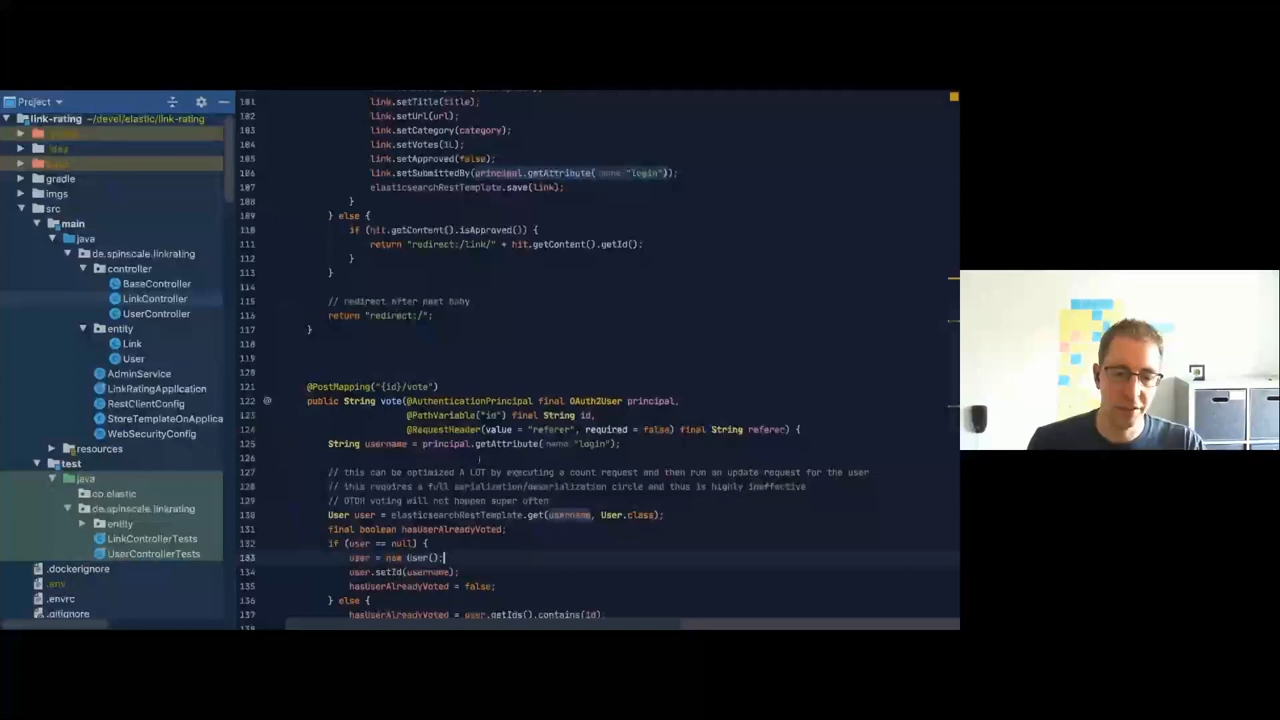 Project
link-rating ~/devel/elastic/link-rating
.idea
gradle
imgs
src
main
java
de.spinscale.linkrating
controller
BaseController
LinkController
UserController
entity
Link
User
AdminService
LinkRatingApplication
RestClientConfig
StoreTemplateOnApplica
WebSecurityConfig
resources
test
java
co.elastic
de.spinscale.linkrating
entity
LinkControllerTests
UserControllerTests
.dockerignore
.env
.envrc
.gitignore
101 link.setTitle(title);
102 link.setUrl(url);
103 link.setCategory(category);
104 link.setVotes(1L);
105 link.setApproved(false);
106 link.setSubmittedBy(principal.getAttribute( name: "login"));
107 elasticsearchRestTemplate.save(link);
108 }
109 } else {
110 if (hit.getContent().isApproved()) {
111 return "redirect:/link/" + hit.getContent().getId();
112 }
113 }
114
115 // redirect after post baby
116 return "redirect:/";
117 }
118
119
120
121 @PostMapping("{id}/vote")
122 public String vote(@AuthenticationPrincipal final OAuth2User principal,
123 @PathVariable("id") final String id,
124 @RequestHeader(value = "referer", required = false) final String referer) {
125 String username = principal.getAttribute( name: "login");
126
127 // this can be optimized A LOT by executing a count request and then run an update request for the user
128 // this requires a full serialization/deserialization circle and thus is highly ineffective
129 // OTOH voting will not happen super often
130 User user = elasticsearchRestTemplate.get(username, User.class);
131 final boolean hasUserAlreadyVoted;
132 if (user == null) {
133 user = new User();
134 user.setId(username);
135 hasUserAlreadyVoted = false;
136 } else {
137 hasUserAlreadyVoted = user.getIds().contains(id)
138